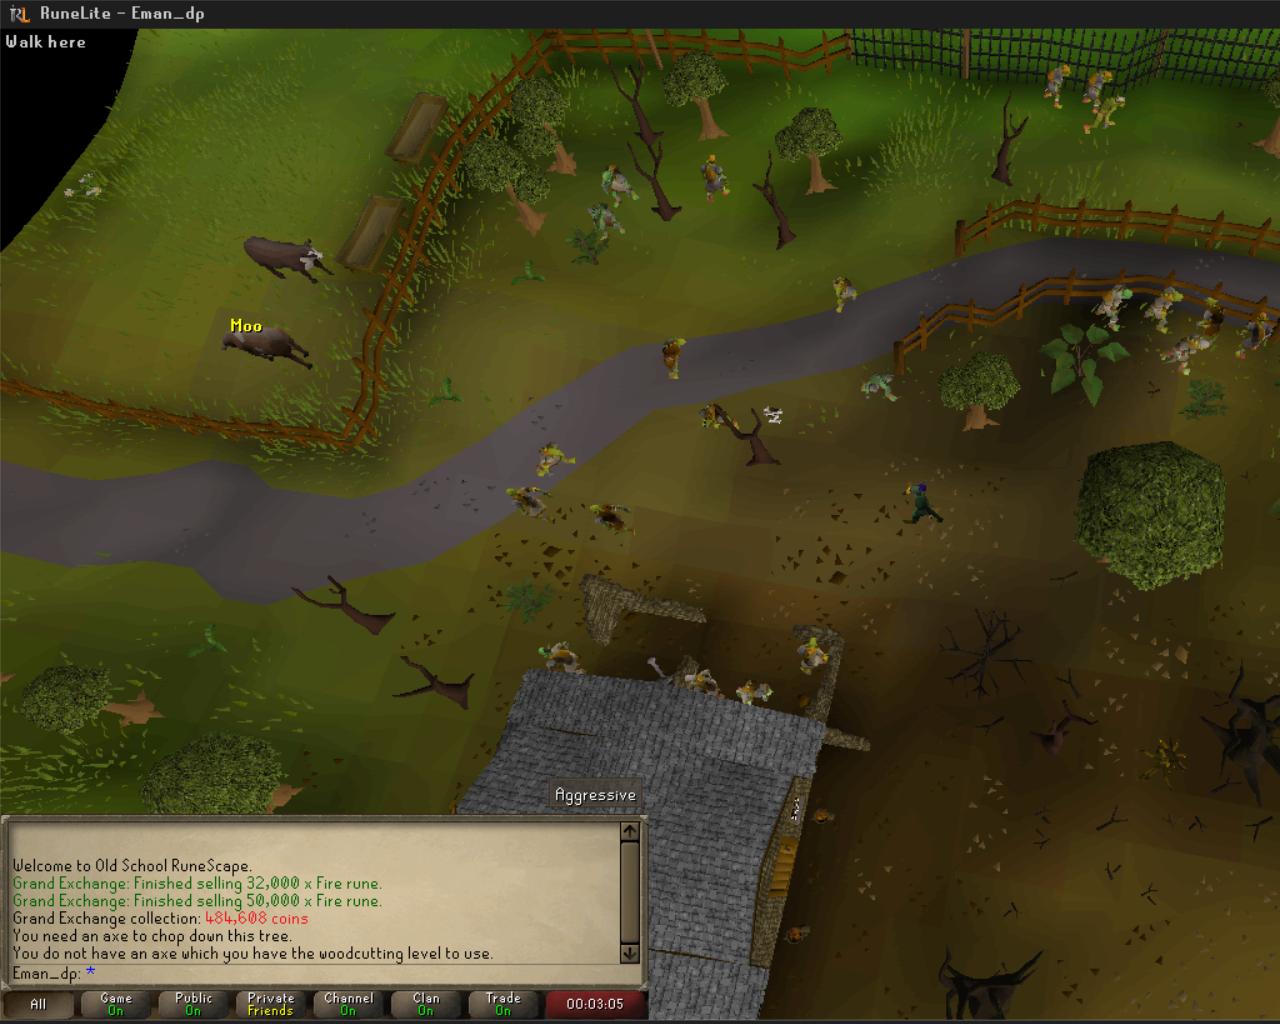 RuneLite - Eman_dp
Walk here
Moo
Aggressive
Welcome to Old School RuneScape.
Grand Exchange: Finished selling 32,000 x Fire rune.
Grand Exchange: Finished selling 50,000 x Fire rune.
Grand Exchange collection: 484,608 coins
You need an axe to chop down this tree.
You do not have an axe which you have the woodcutting level to use.
Eman_dp: *
All
Game
On
Public
On
Private
Friends
Channel
On
Clan
On
Trade
On
00:03:05